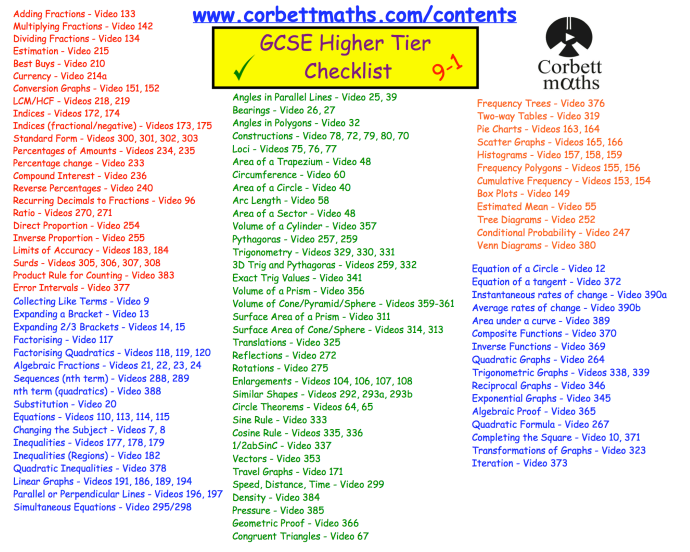 www.corbettmaths.com/contents
GCSE Higher Tier
Checklist
9-1
Corbett
mαths
Adding Fractions - Video 133
Multiplying Fractions - Video 142
Dividing Fractions - Video 134
Estimation - Video 215
Best Buys - Video 210
Currency - Video 214a
Conversion Graphs - Video 151, 152
LCM/HCF - Videos 218, 219
Indices - Videos 172, 174
Indices (fractional/negative) - Videos 173, 175
Standard Form - Videos 300, 301, 302, 303
Percentages of Amounts - Videos 234, 235
Percentage change - Video 233
Compound Interest - Video 236
Reverse Percentages - Video 240
Recurring Decimals to Fractions - Video 96
Ratio - Videos 270, 271
Direct Proportion - Video 254
Inverse Proportion - Video 255
Limits of Accuracy - Videos 183, 184
Surds - Videos 305, 306, 307, 308
Product Rule for Counting - Video 383
Error Intervals - Video 377
Collecting Like Terms - Video 9
Expanding a Bracket - Video 13
Expanding 2/3 Brackets - Videos 14, 15
Factorising - Video 117
Factorising Quadratics - Videos 118, 119, 120
Algebraic Fractions - Videos 21, 22, 23, 24
Sequences (nth term) - Videos 288, 289
nth term (quadratics) - Video 388
Substitution - Video 20
Equations - Videos 110, 113, 114, 115
Changing the Subject - Videos 7, 8
Inequalities - Videos 177, 178, 179
Inequalities (Regions) - Video 182
Quadratic Inequalities - Video 378
Linear Graphs - Videos 191, 186, 189, 194
Parallel or Perpendicular Lines - Videos 196, 197
Simultaneous Equations - Video 295/298
Angles in Parallel Lines - Video 25, 39
Bearings - Video 26, 27
Angles in Polygons - Video 32
Constructions - Video 78, 72, 79, 80, 70
Loci - Videos 75, 76, 77
Area of a Trapezium - Video 48
Circumference - Video 60
Area of a Circle - Video 40
Arc Length - Video 58
Area of a Sector - Video 48
Volume of a Cylinder - Video 357
Pythagoras - Video 257, 259
Trigonometry - Videos 329, 330, 331
3D Trig and Pythagoras - Videos 259, 332
Exact Trig Values - Video 341
Volume of a Prism - Video 356
Volume of Cone/Pyramid/Sphere - Videos 359-361
Surface Area of a Prism - Video 311
Surface Area of Cone/Sphere - Videos 314, 313
Translations - Video 325
Reflections - Video 272
Rotations - Video 275
Enlargements - Videos 104, 106, 107, 108
Similar Shapes - Videos 292, 293a, 293b
Circle Theorems - Videos 64, 65
Sine Rule - Video 333
Cosine Rule - Videos 335, 336
1/2abSinC - Video 337
Vectors - Video 353
Travel Graphs - Video 171
Speed, Distance, Time - Video 299
Density - Video 384
Pressure - Video 385
Geometric Proof - Video 366
Congruent Triangles - Video 67
Frequency Trees - Video 376
Two-way Tables - Video 319
Pie Charts - Videos 163, 164
Scatter Graphs - Videos 165, 166
Histograms - Video 157, 158, 159
Frequency Polygons - Videos 155, 156
Cumulative Frequency - Videos 153, 154
Box Plots - Video 149
Estimated Mean - Video 55
Tree Diagrams - Video 252
Conditional Probability - Video 247
Venn Diagrams - Video 380
Equation of a Circle - Video 12
Equation of a tangent - Video 372
Instantaneous rates of change - Video 390a
Average rates of change - Video 390b
Area under a curve - Video 389
Composite Functions - Video 370
Inverse Functions - Video 369
Quadratic Graphs - Video 264
Trigonometric Graphs - Videos 338, 339
Reciprocal Graphs - Video 346
Exponential Graphs - Video 345
Algebraic Proof - Video 365
Quadratic Formula - Video 267
Completing the Square - Video 10, 371
Transformations of Graphs - Video 323
Iteration - Video 373